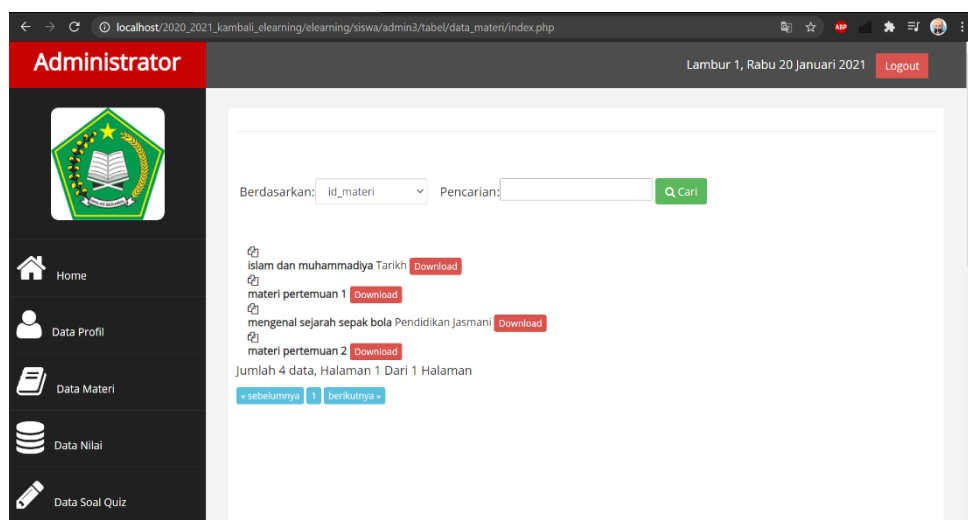 localhost/2020_2021_kambali_elearning/elearning/siswa/admin3/tabel/data_materi/index.php
ABP
Administrator
Lambur 1, Rabu 20 Januari 2021 Logout
Berdasarkan: id_materi Pencarian: Cari
islam dan muhammadiya Tarikh Download
materi pertemuan 1 Download
mengenal sejarah sepak bola Pendidikan Jasmani Download
materi pertemuan 2 Download
Jumlah 4 data, Halaman 1 Dari 1 Halaman
« sebelumnya 1 berikutnya »
Home
Data Profil
Data Materi
Data Nilai
Data Soal Quiz